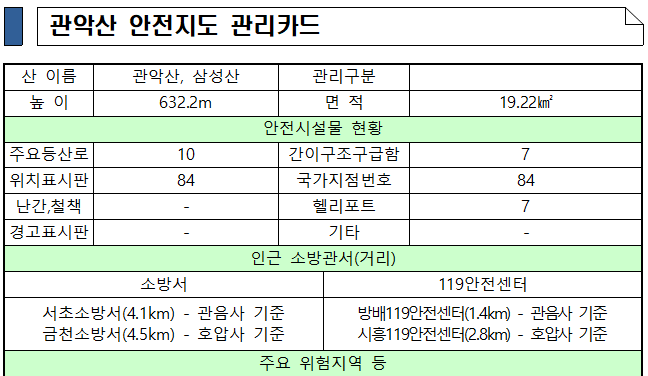 관악산 안전지도 관리카드
산 이름 관악산, 삼성산 관리구분
높 이 632.2m 면 적 19.22㎢
안전시설물 현황
주요등산로 10 간이구조구급함 7
위치표시판 84 국가지점번호 84
난간,철책 - 헬리포트 7
경고표시판 - 기타 -
인근 소방관서(거리)
소방서 119안전센터
서초소방서(4.1km) - 관음사 기준 방배119안전센터(1.4km) - 관음사 기준
금천소방서(4.5km) - 호압사 기준 시흥119안전센터(2.8km) - 호압사 기준
주요 위험지역 등